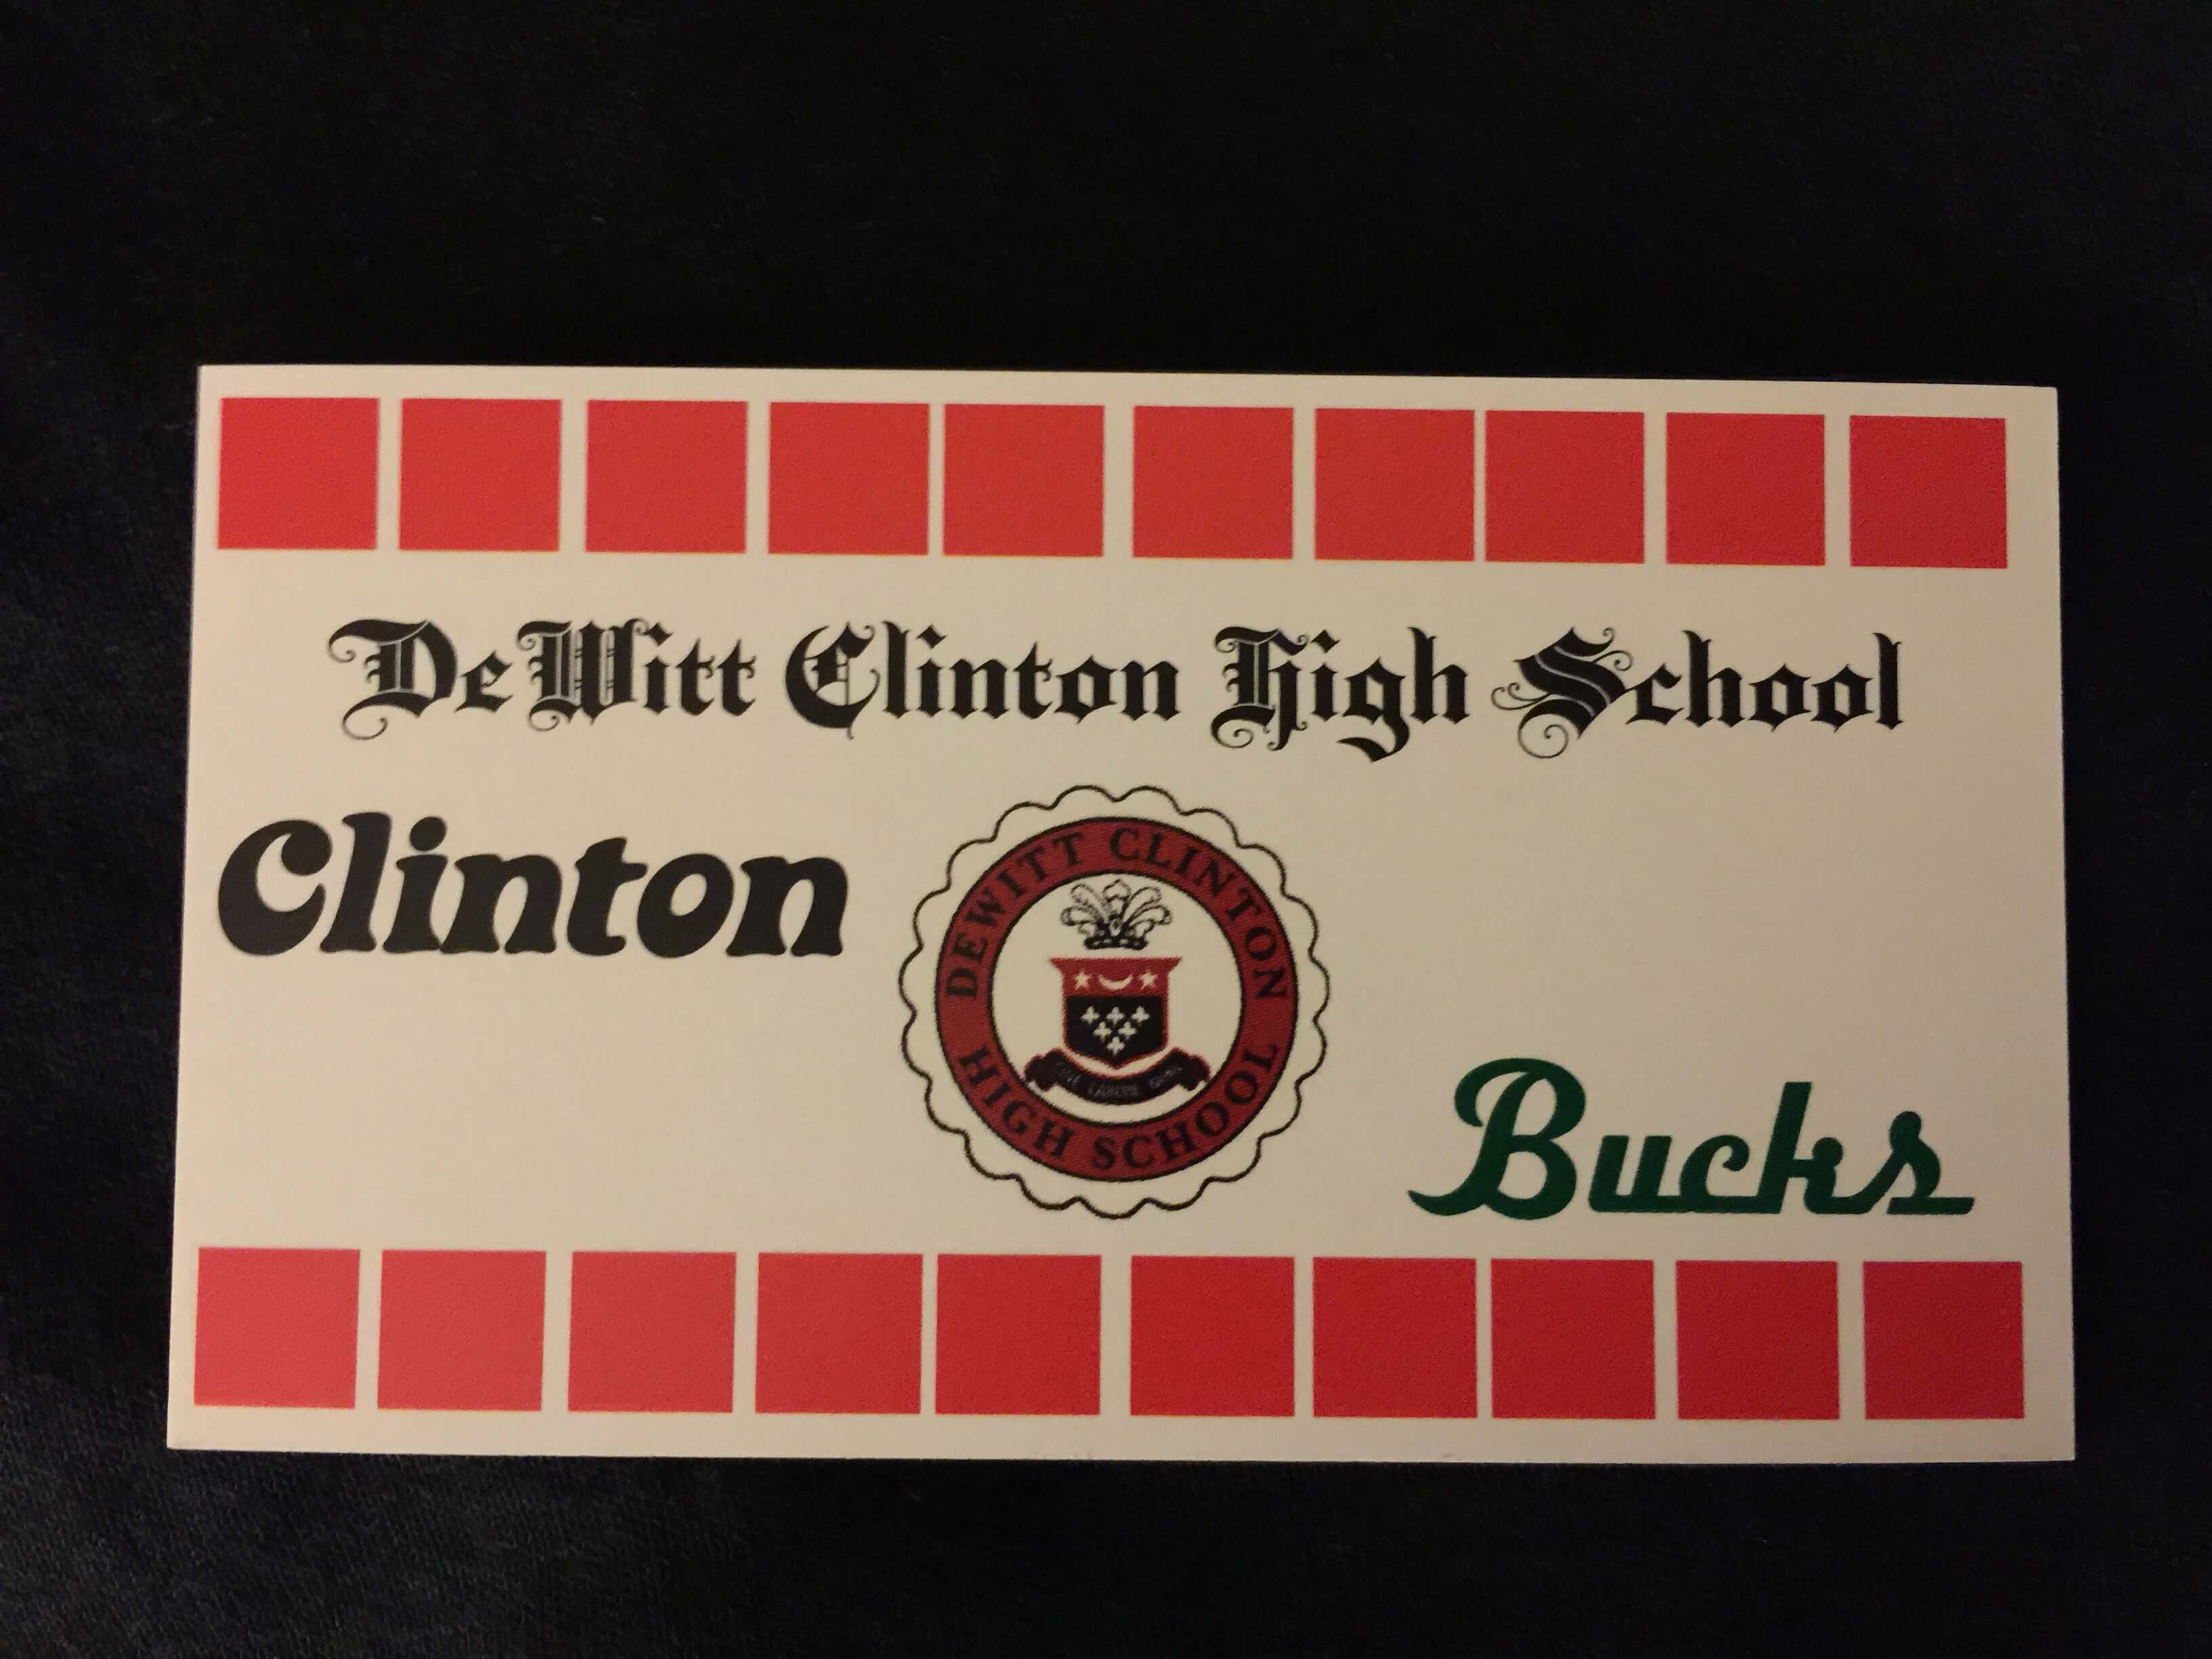 DeWitt Clinton High School
Clinton
DEWITT CLINTON
HIGH SCHOOL
Bucks